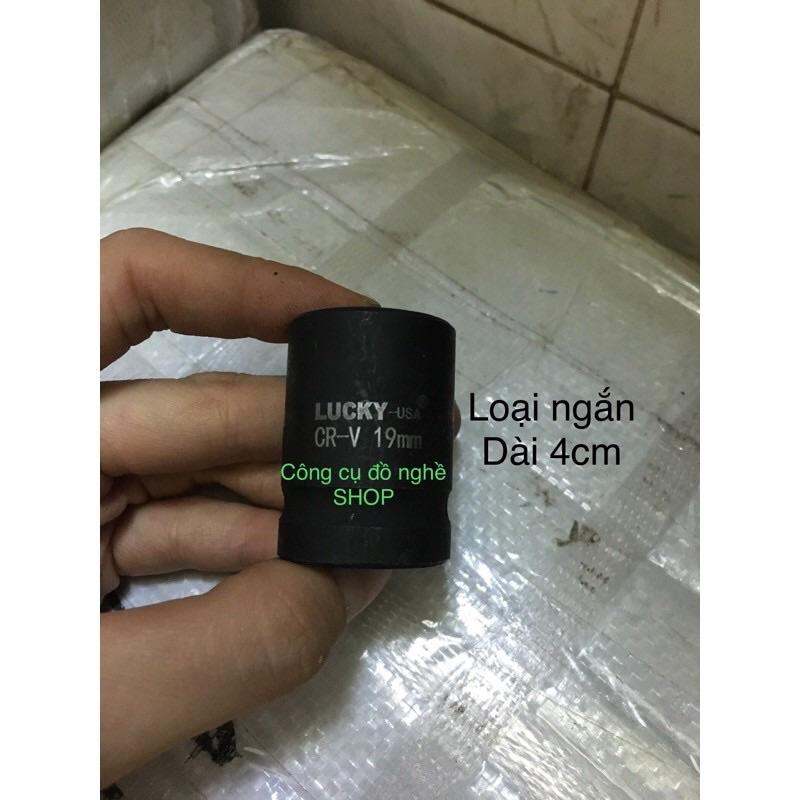 LUCKY-USA®
CR-V 19mm
Công cụ đồ nghề
SHOP
Loại ngắn
Dài 4cm